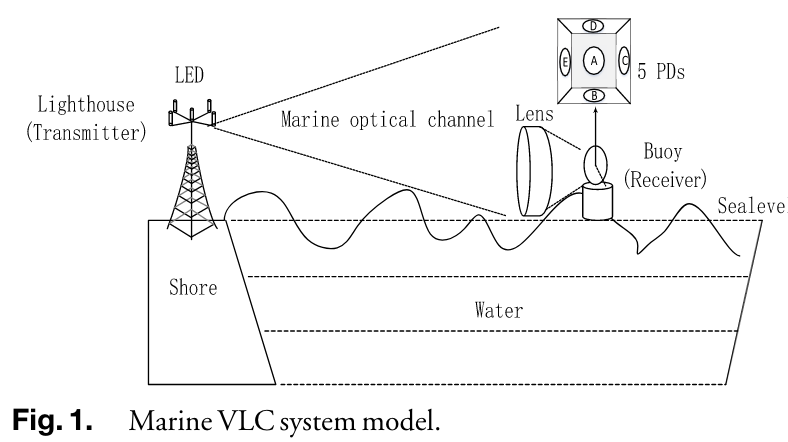 D
E
A
C
B
5 PDs
LED
Lighthouse
(Transmitter)
Marine optical channel
Lens
Buoy
(Receiver)
Sealeve
Shore
Water
Fig. 1. Marine VLC system model.